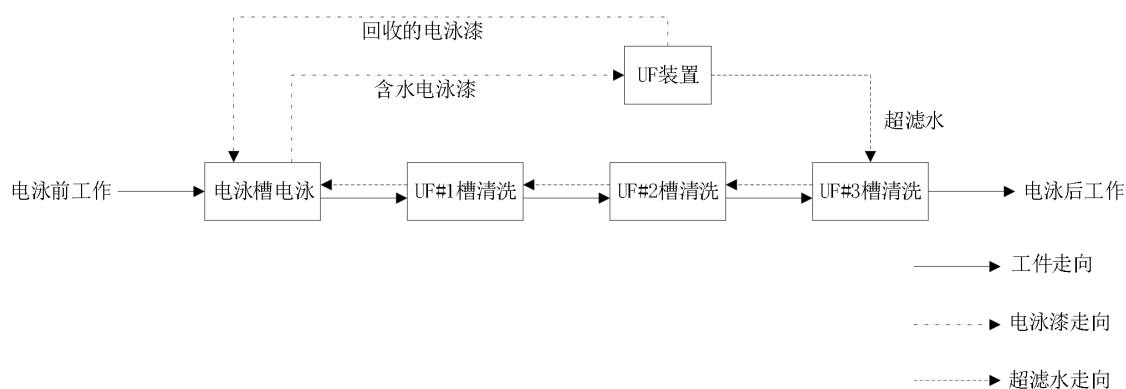 回收的电泳漆
UF装置
含水电泳漆
超滤水
电泳前工作
电泳槽电泳
UF#1槽清洗
UF#2槽清洗
UF#3槽清洗
电泳后工作
工件走向
电泳漆走向
超滤水走向